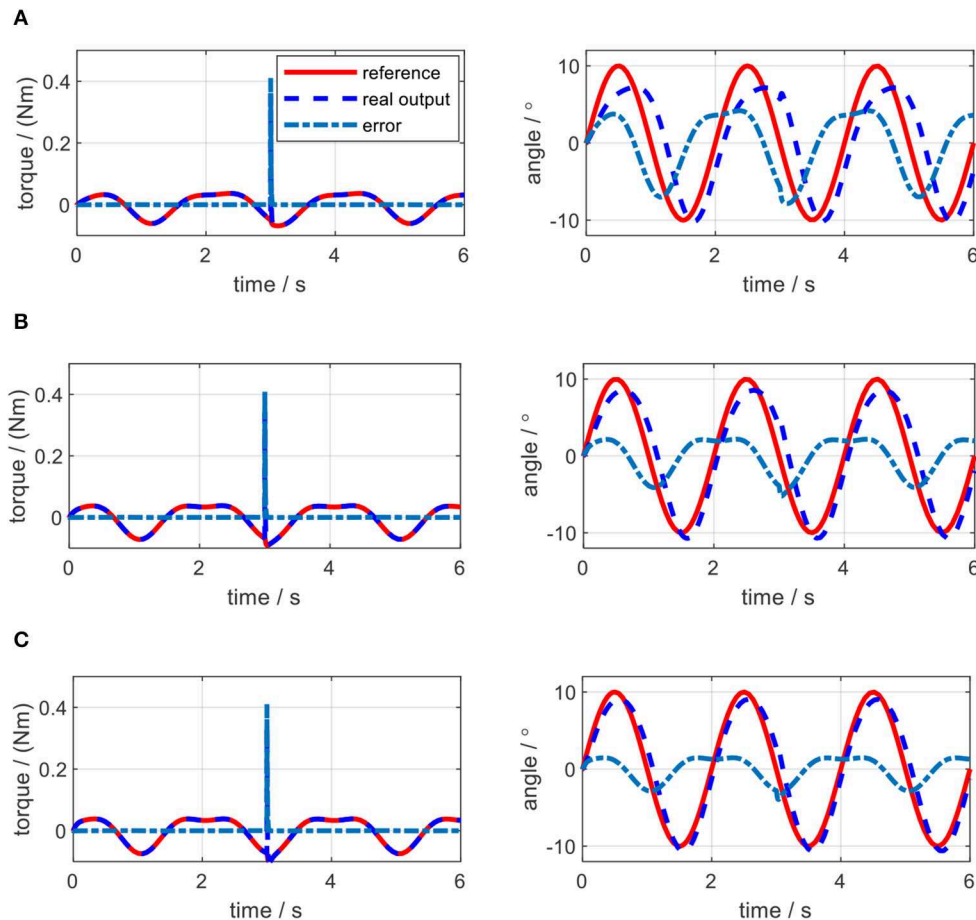 A
torque / (Nm)
0.4
0.2
0
0 2 4 6
time / s
reference
real output
error
angle / °
10
0
-10
0 2 4 6
time / s
B
torque / (Nm)
0.4
0.2
0
0 2 4 6
time / s
angle / °
10
0
-10
0 2 4 6
time / s
C
torque / (Nm)
0.4
0.2
0
0 2 4 6
time / s
angle / °
10
0
-10
0 2 4 6
time / s